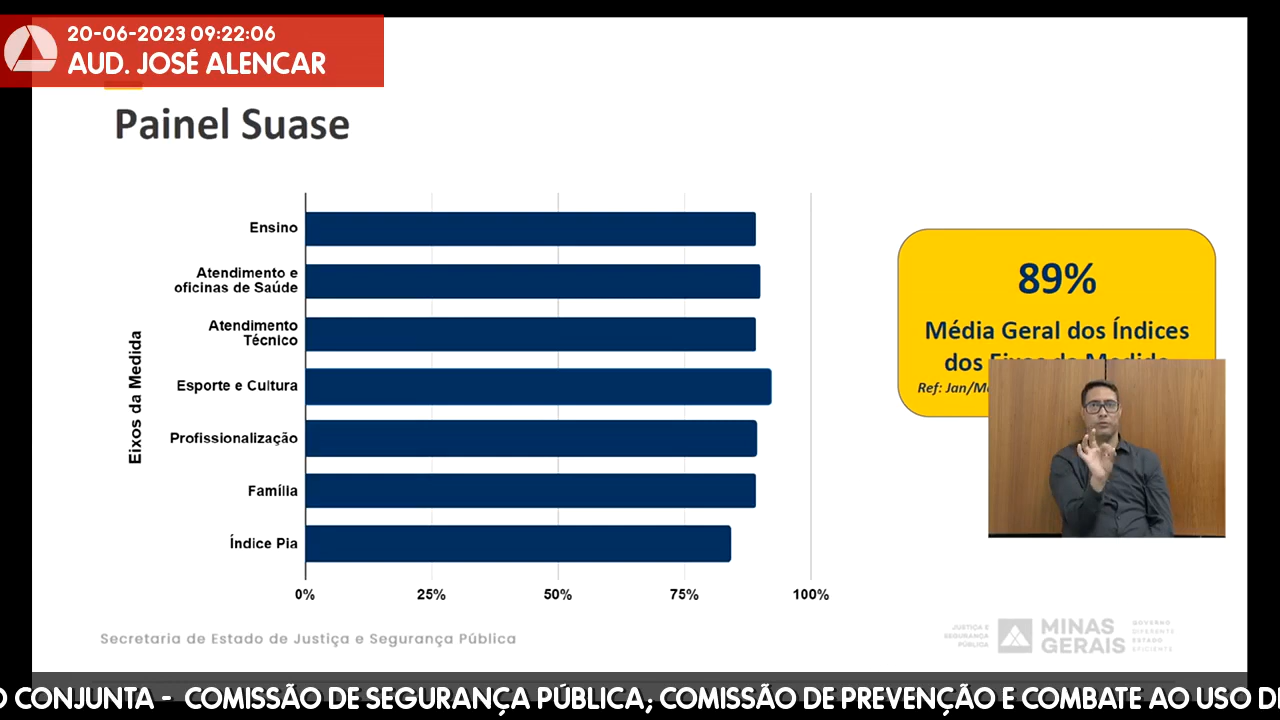 20-06-2023 09:22:06
AUD. JOSÉ ALENCAR
Painel Suase
Eixos da Medida
Ensino
Atendimento e
oficinas de Saúde
Atendimento
Técnico
Esporte e Cultura
Profissionalização
Família
Índice Pia
0% 25% 50% 75% 100%
89%
Média Geral dos Índices
dos Eixos da Medida
Ref: Jan/
Secretaria de Estado de Justiça e Segurança Pública
JUSTIÇA E
SEGURANÇA
PÚBLICA
MINAS
GERAIS
GOVERNO
DIFERENTE
ESTADO
EFICIENTE
CONJUNTA - COMISSÃO DE SEGURANÇA PÚBLICA; COMISSÃO DE PREVENÇÃO E COMBATE AO USO